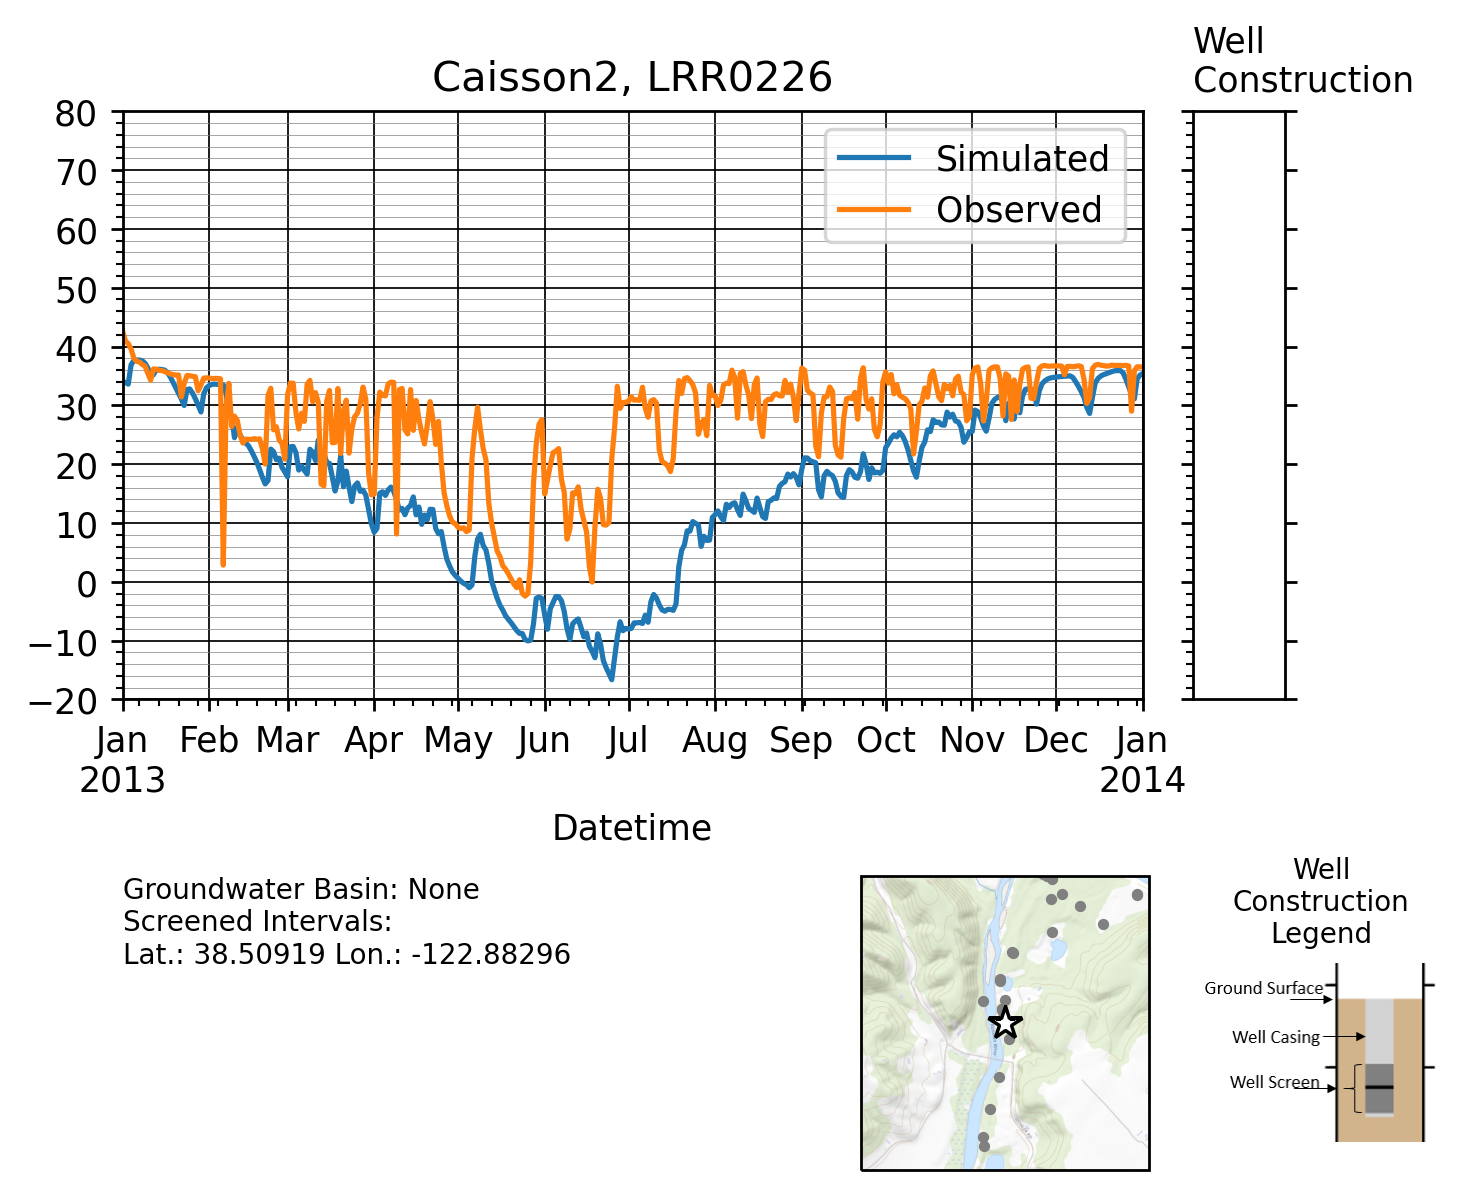 Caisson2, LRR0226
Well
Construction
Simulated
Observed
80
70
60
50
40
30
20
10
0
−10
−20
Jan Feb Mar Apr May Jun Jul Aug Sep Oct Nov Dec Jan
2013 2014
Datetime
Groundwater Basin: None
Screened Intervals:
Lat.: 38.50919 Lon.: -122.88296
Well
Construction
Legend
Ground Surface
Well Casing
Well Screen